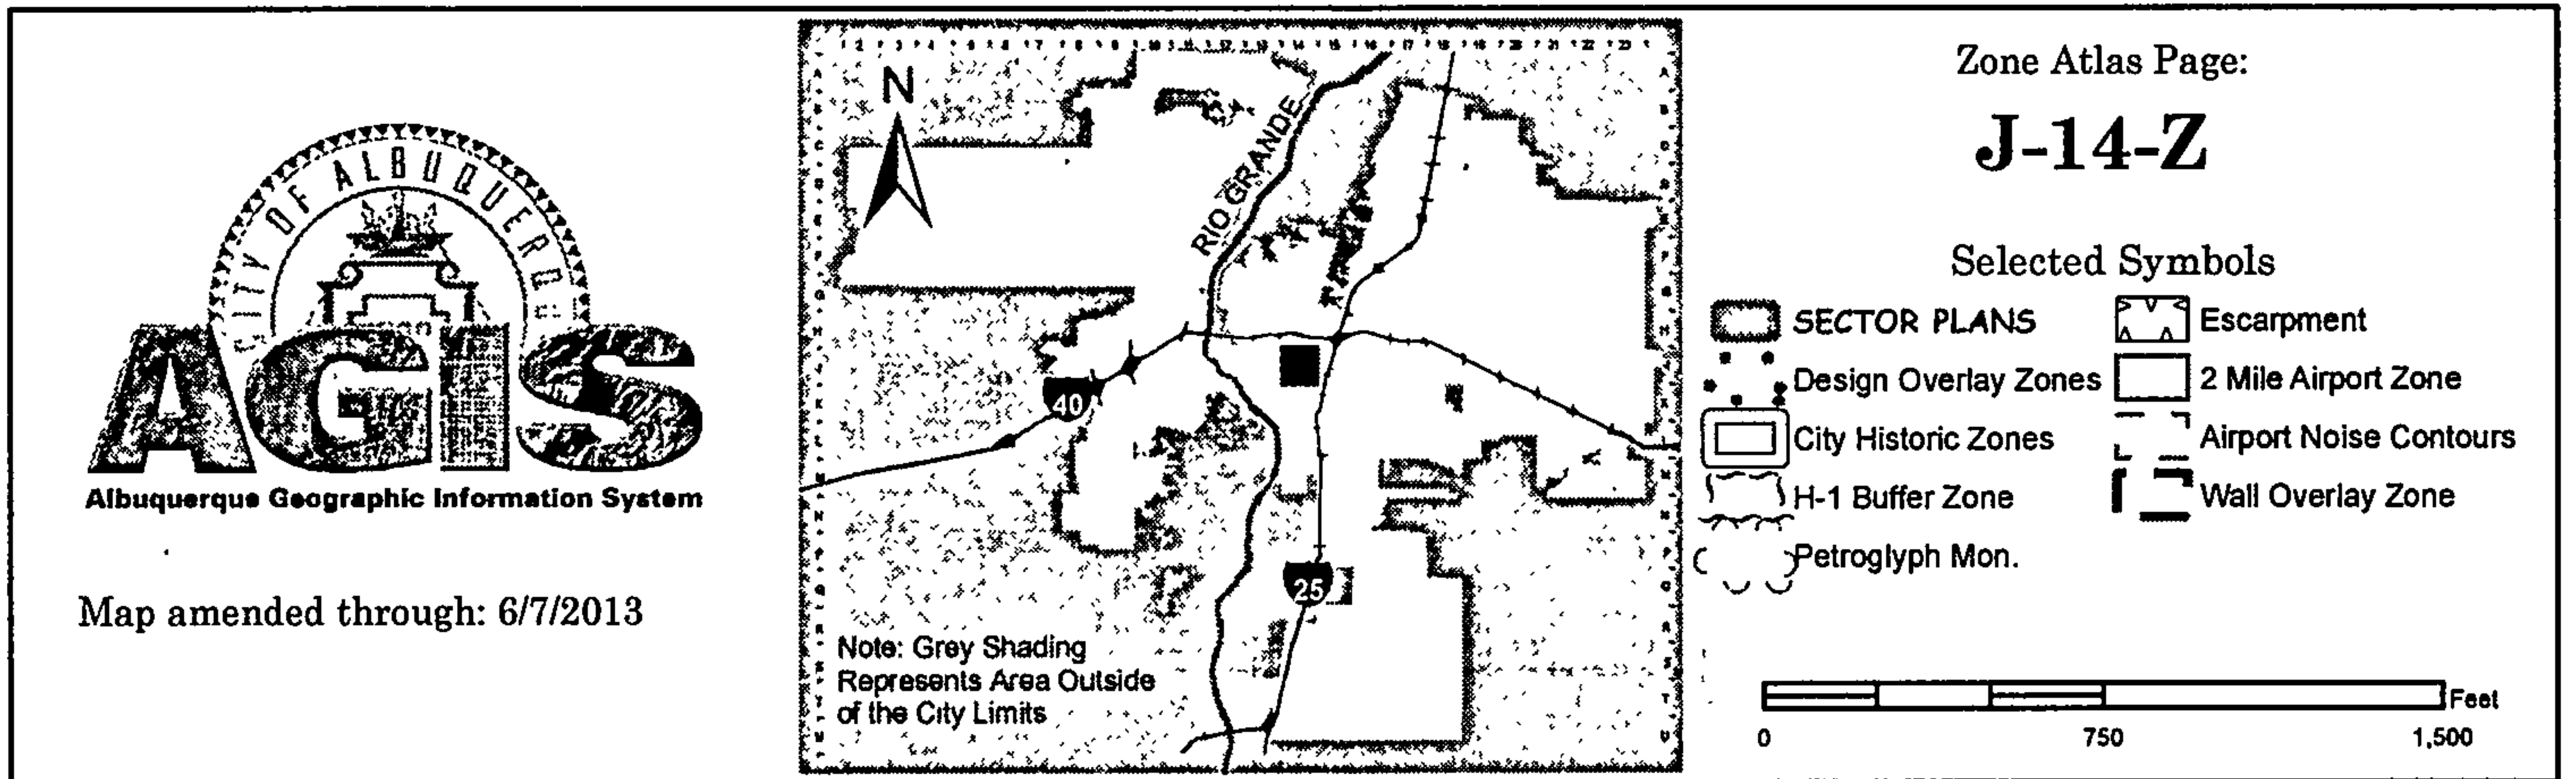 CITY OF ALBUQUERQUE
AGIS
Albuquerque Geographic Information System
Map amended through: 6/7/2013
N
RIO GRANDE
40
25
Note: Grey Shading
Represents Area Outside
of the City Limits
Zone Atlas Page:
J-14-Z
Selected Symbols
SECTOR PLANS
Escarpment
Design Overlay Zones
2 Mile Airport Zone
City Historic Zones
Airport Noise Contours
H-1 Buffer Zone
Wall Overlay Zone
Petroglyph Mon.
Feet
0 750 1,500